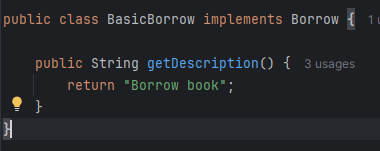 public class BasicBorrow implements Borrow {
public String getDescription() { 3 usages
return "Borrow book";
}
}